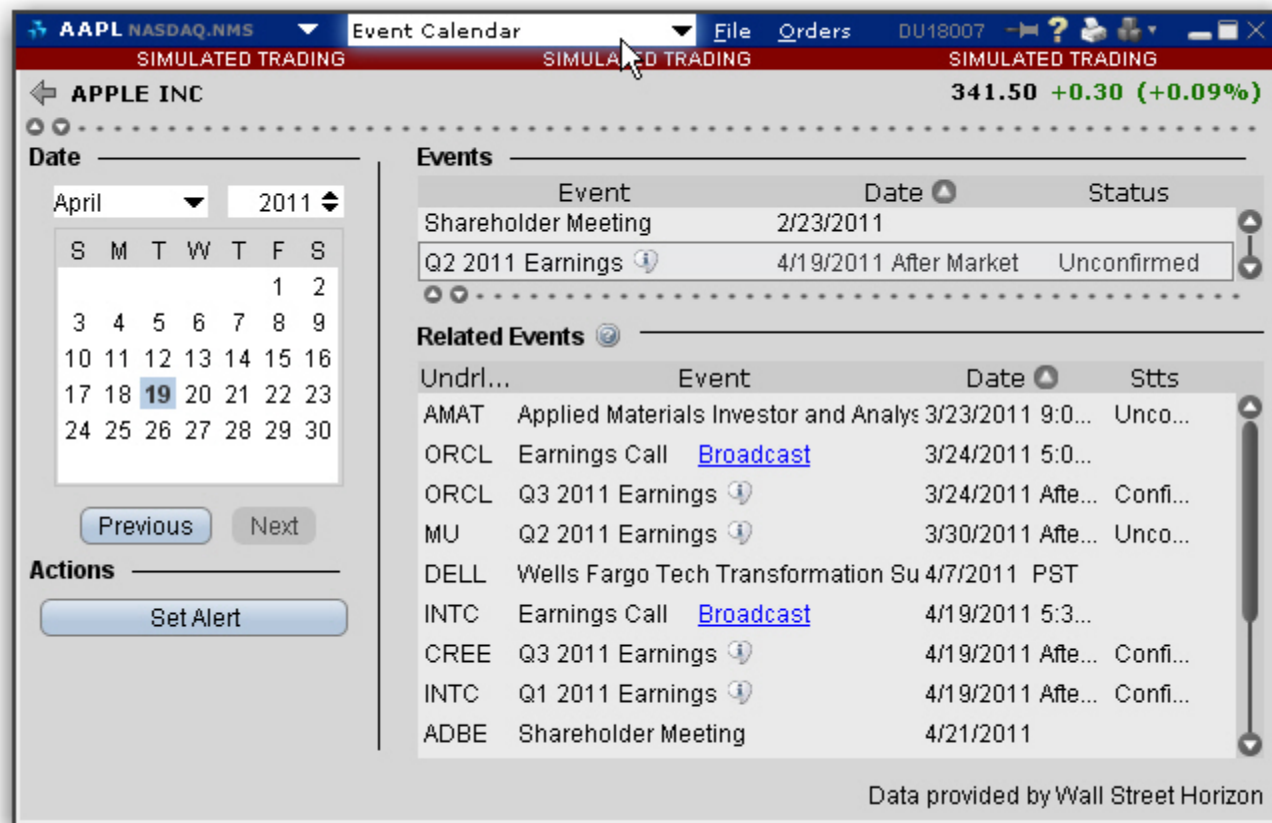 AAPL NASDAQ.NMS Event Calendar File Orders DU18007 ?
SIMULATED TRADING SIMULATED TRADING SIMULATED TRADING
APPLE INC 341.50 +0.30 (+0.09%)
Date
April 2011
S M T W T F S
1 2
3 4 5 6 7 8 9
10 11 12 13 14 15 16
17 18 19 20 21 22 23
24 25 26 27 28 29 30
Previous Next
Actions
Set Alert
Events
Event Date Status
Shareholder Meeting 2/23/2011
Q2 2011 Earnings 4/19/2011 After Market Unconfirmed
Related Events ?
Undrl... Event Date Stts
AMAT Applied Materials Investor and Analys 3/23/2011 9:0... Unco...
ORCL Earnings Call Broadcast 3/24/2011 5:0...
ORCL Q3 2011 Earnings 3/24/2011 Afte... Confi...
MU Q2 2011 Earnings 3/30/2011 Afte... Unco...
DELL Wells Fargo Tech Transformation Su 4/7/2011 PST
INTC Earnings Call Broadcast 4/19/2011 5:3...
CREE Q3 2011 Earnings 4/19/2011 Afte... Confi...
INTC Q1 2011 Earnings 4/19/2011 Afte... Confi...
ADBE Shareholder Meeting 4/21/2011
Data provided by Wall Street Horizon